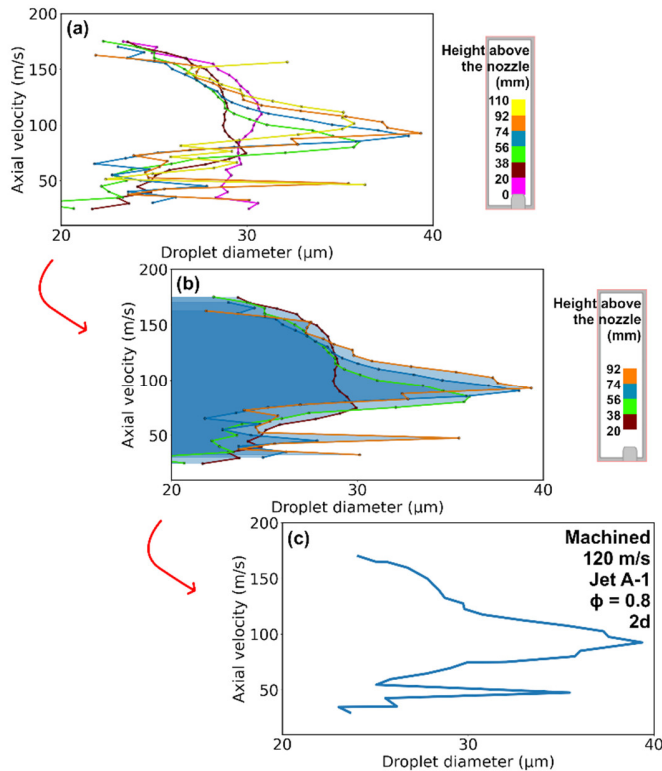 (a)
200
150
100
50
20
30
40
Axial velocity (m/s)
Droplet diameter (μm)
Height above
the nozzle
(mm)
110
92
74
56
38
20
0
(b)
200
150
100
50
20
30
40
Axial velocity (m/s)
Droplet diameter (μm)
Height above
the nozzle
(mm)
92
74
56
38
20
(c)
200
150
100
50
20
30
40
Axial velocity (m/s)
Droplet diameter (μm)
Machined
120 m/s
Jet A-1
ϕ = 0.8
2d